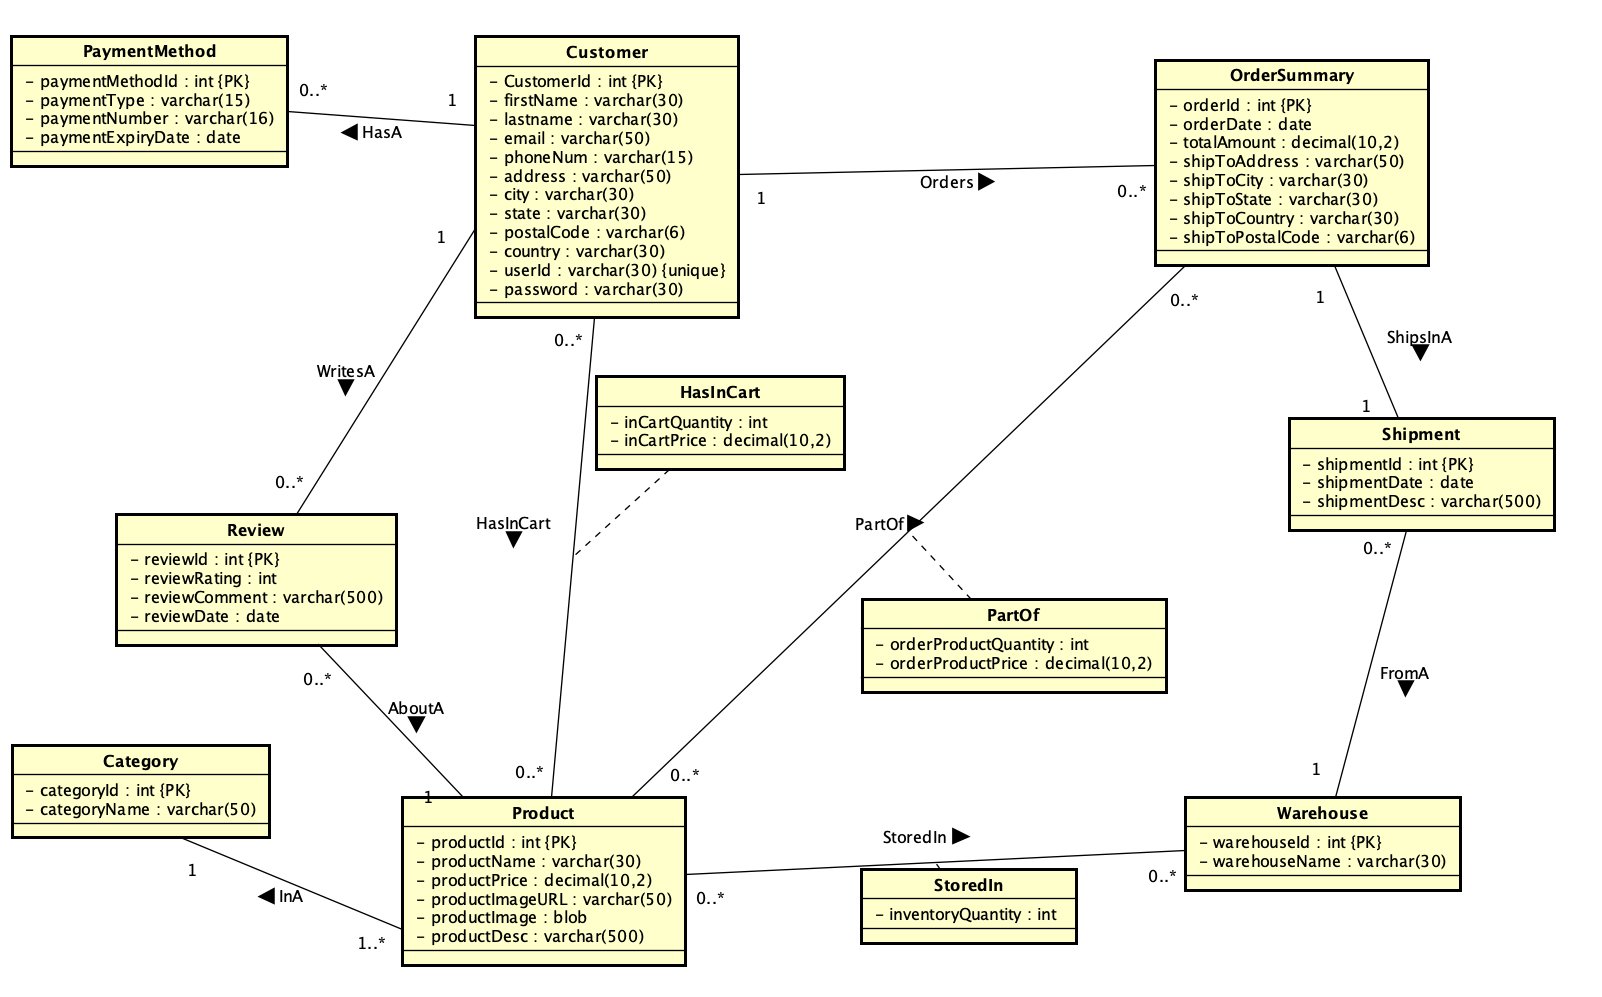 PaymentMethod
– paymentMethodId : int {PK}
– paymentType : varchar(15)
– paymentNumber : varchar(16)
– paymentExpiryDate : date
0..*
1
HasA
Customer
– CustomerId : int {PK}
– firstName : varchar(30)
– lastname : varchar(30)
– email : varchar(50)
– phoneNum : varchar(15)
– address : varchar(50)
– city : varchar(30)
– state : varchar(30)
– postalCode : varchar(6)
– country : varchar(30)
– userId : varchar(30) {unique}
– password : varchar(30)
1
Orders
0..*
OrderSummary
– orderId : int {PK}
– orderDate : date
– totalAmount : decimal(10,2)
– shipToAddress : varchar(50)
– shipToCity : varchar(30)
– shipToState : varchar(30)
– shipToCountry : varchar(30)
– shipToPostalCode : varchar(6)
1
WritesA
0..*
0..*
HasInCart
– inCartQuantity : int
– inCartPrice : decimal(10,2)
HasInCart
0..*
0..*
PartOf
0..*
1
ShipsInA
1
Shipment
– shipmentId : int {PK}
– shipmentDate : date
– shipmentDesc : varchar(500)
Review
– reviewId : int {PK}
– reviewRating : int
– reviewComment : varchar(500)
– reviewDate : date
0..*
AboutA
1
PartOf
– orderProductQuantity : int
– orderProductPrice : decimal(10,2)
0..*
FromA
1
Category
– categoryId : int {PK}
– categoryName : varchar(50)
1
InA
1..*
Product
– productId : int {PK}
– productName : varchar(30)
– productPrice : decimal(10,2)
– productImageURL : varchar(50)
– productImage : blob
– productDesc : varchar(500)
0..*
StoredIn
0..*
StoredIn
– inventoryQuantity : int
Warehouse
– warehouseId : int {PK}
– warehouseName : varchar(30)